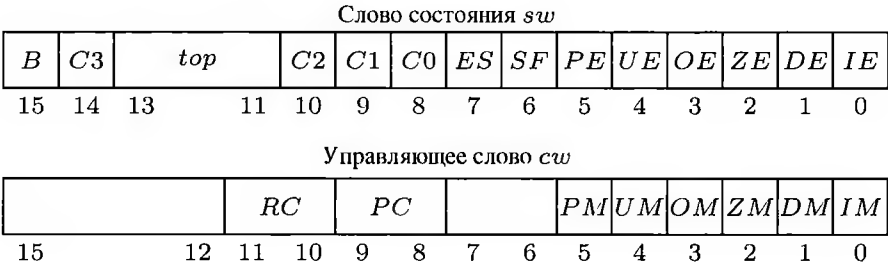 Слово состояния sw
B C3 top C2 C1 C0 ES SF PE UE OE ZE DE IE
15 14 13 11 10 9 8 7 6 5 4 3 2 1 0
Управляющее слово cw
RC PC PM UM OM ZM DM IM
15 12 11 10 9 8 7 6 5 4 3 2 1 0